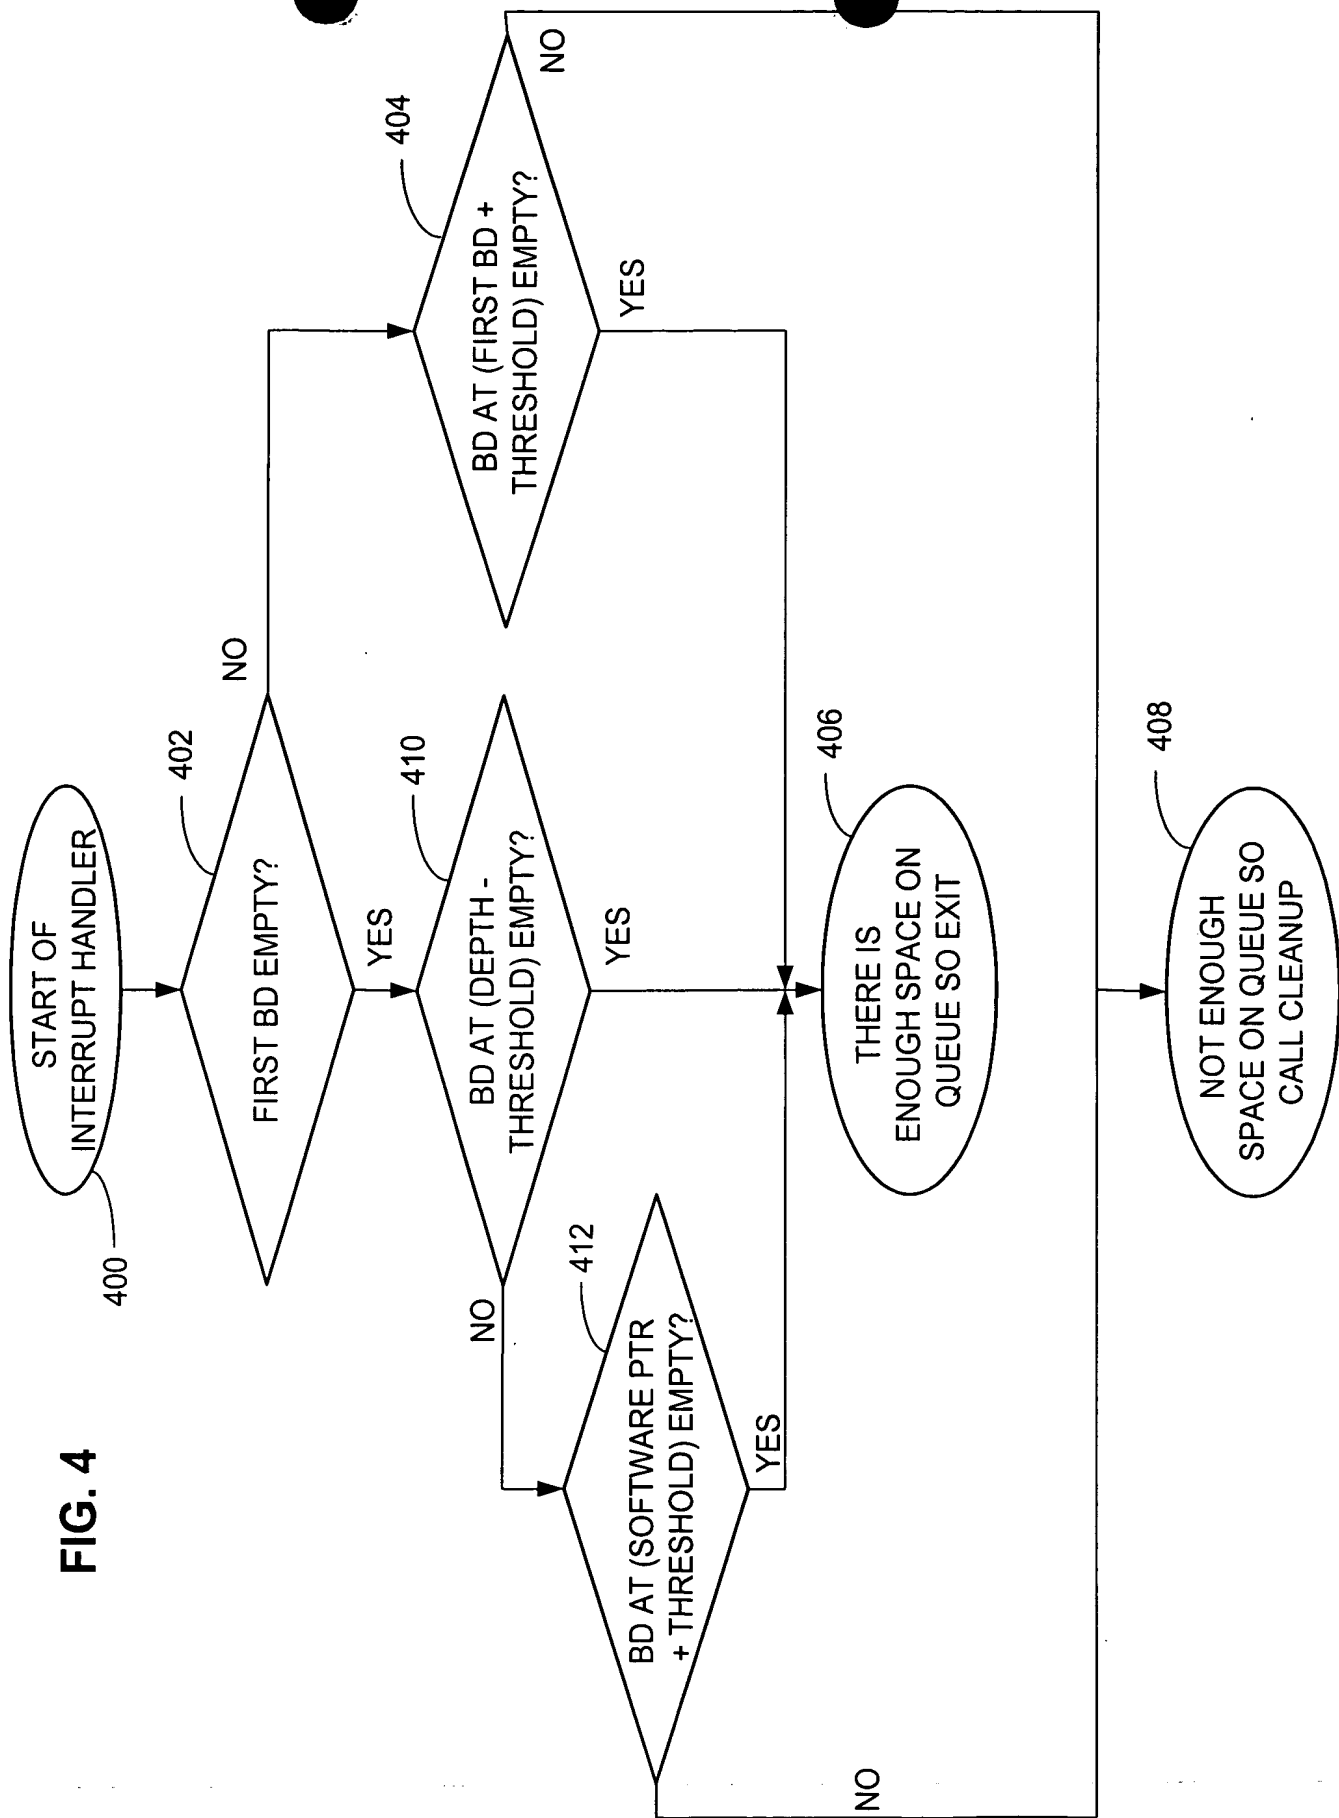 FIG. 4
START OF
INTERRUPT HANDLER
400
FIRST BD EMPTY?
402
NO
YES
BD AT (DEPTH -
THRESHOLD) EMPTY?
410
NO
YES
BD AT (FIRST BD +
THRESHOLD) EMPTY?
404
NO
YES
BD AT (SOFTWARE PTR
+ THRESHOLD) EMPTY?
412
YES
NO
THERE IS
ENOUGH SPACE ON
QUEUE SO EXIT
406
NOT ENOUGH
SPACE ON QUEUE SO
CALL CLEANUP
408